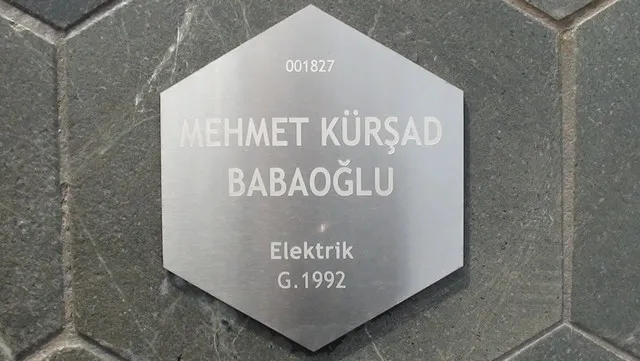 001827
MEHMET KÜRŞAD
BABAOĞLU
Elektrik
G.1992